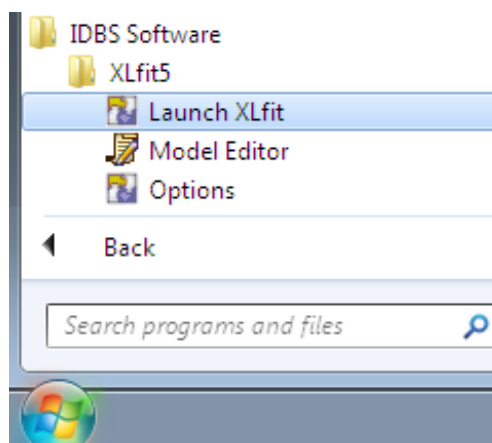 IDBS Software
XLfit5
Launch XLfit
Model Editor
Options
Back
Search programs and files